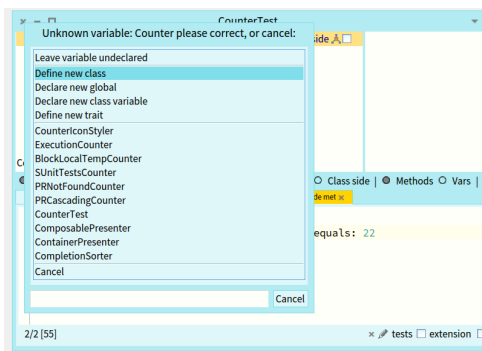 CounterTest
Unknown variable: Counter please correct, or cancel:
Leave variable undeclared
Define new class
Declare new global
Declare new class variable
Define new trait
CounterIconStyler
ExecutionCounter
BlockLocalTempCounter
SUnitTestsCounter
PRNotFoundCounter
PRCascadingCounter
CounterTest
ComposablePresenter
ContainerPresenter
CompletionSorter
Cancel
Cancel
side
Class side | Methods Vars |
equals: 22
2/2 [55]
tests extension